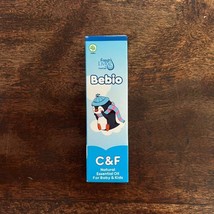 Bebio
C&F
Natural
Essential Oil
For Baby & Kids